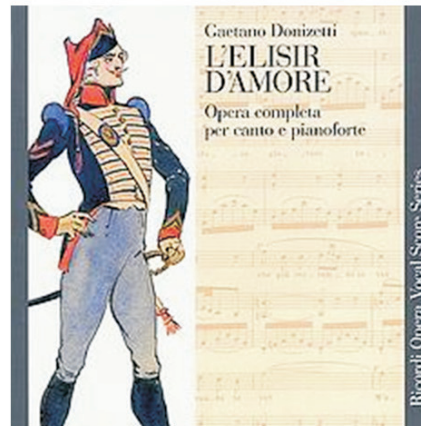 Gaetano Donizetti
L'ELISIR
D'AMORE
Opera completa
per canto e pianoforte
Ricordi Opera Vocal Score Series